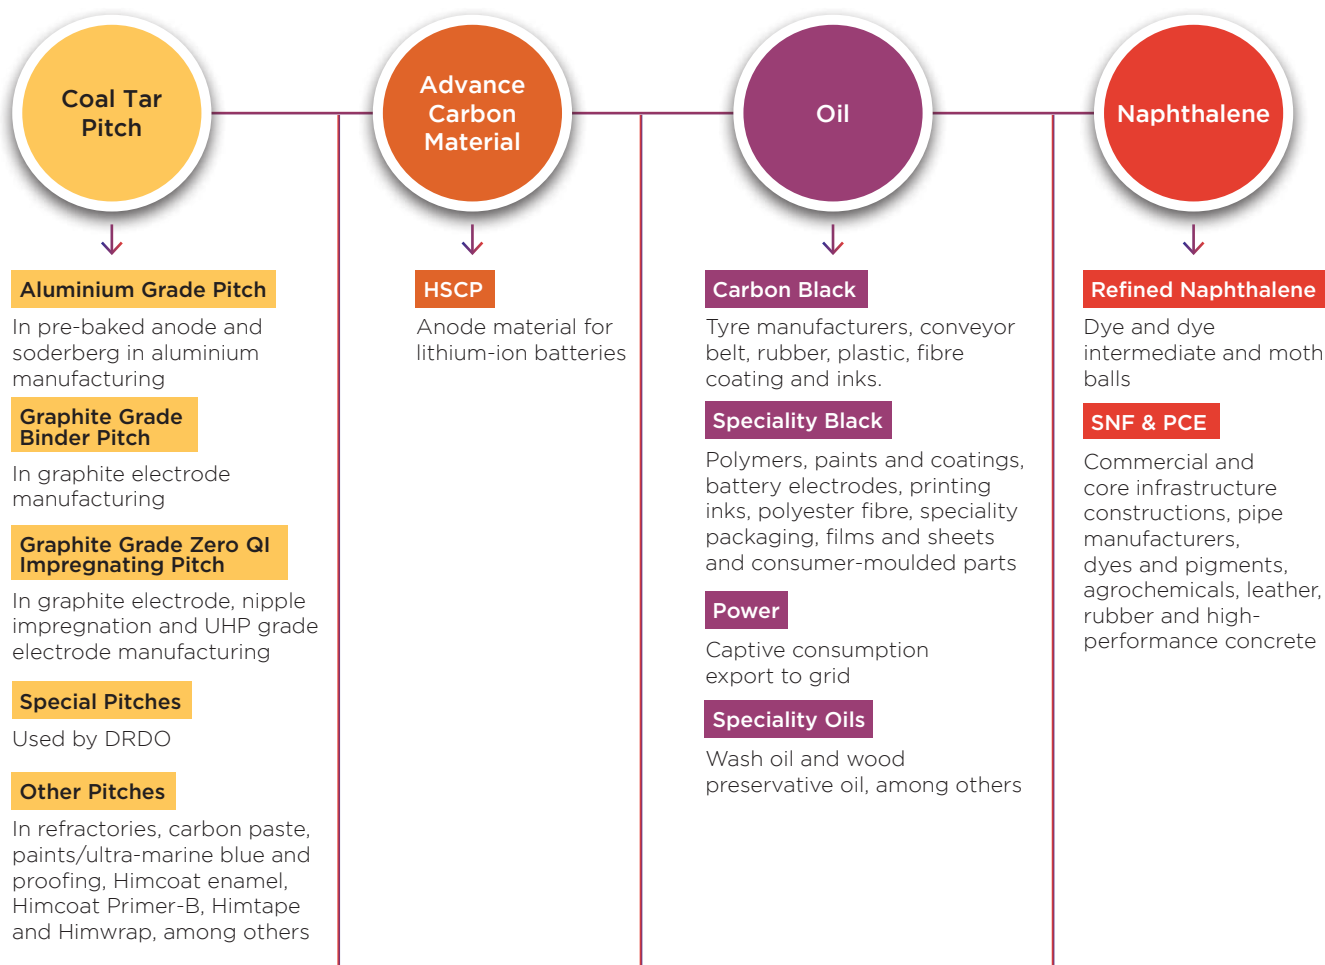 Coal Tar
Pitch
Aluminium Grade Pitch
In pre-baked anode and
soderberg in aluminium
manufacturing
Graphite Grade
Binder Pitch
In graphite electrode
manufacturing
Graphite Grade Zero QI
Impregnating Pitch
In graphite electrode, nipple
impregnation and UHP grade
electrode manufacturing
Special Pitches
Used by DRDO
Other Pitches
In refractories, carbon paste,
paints/ultra-marine blue and
proofing, Himcoat enamel,
Himcoat Primer-B, Himtape
and Himwrap, among others
Advance
Carbon
Material
HSCP
Anode material for
lithium-ion batteries
Oil
Carbon Black
Tyre manufacturers, conveyor
belt, rubber, plastic, fibre
coating and inks.
Speciality Black
Polymers, paints and coatings,
battery electrodes, printing
inks, polyester fibre, speciality
packaging, films and sheets
and consumer-moulded parts
Power
Captive consumption
export to grid
Speciality Oils
Wash oil and wood
preservative oil, among others
Naphthalene
Refined Naphthalene
Dye and dye
intermediate and moth
balls
SNF & PCE
Commercial and
core infrastructure
constructions, pipe
manufacturers,
dyes and pigments,
agrochemicals, leather,
rubber and high-
performance concrete